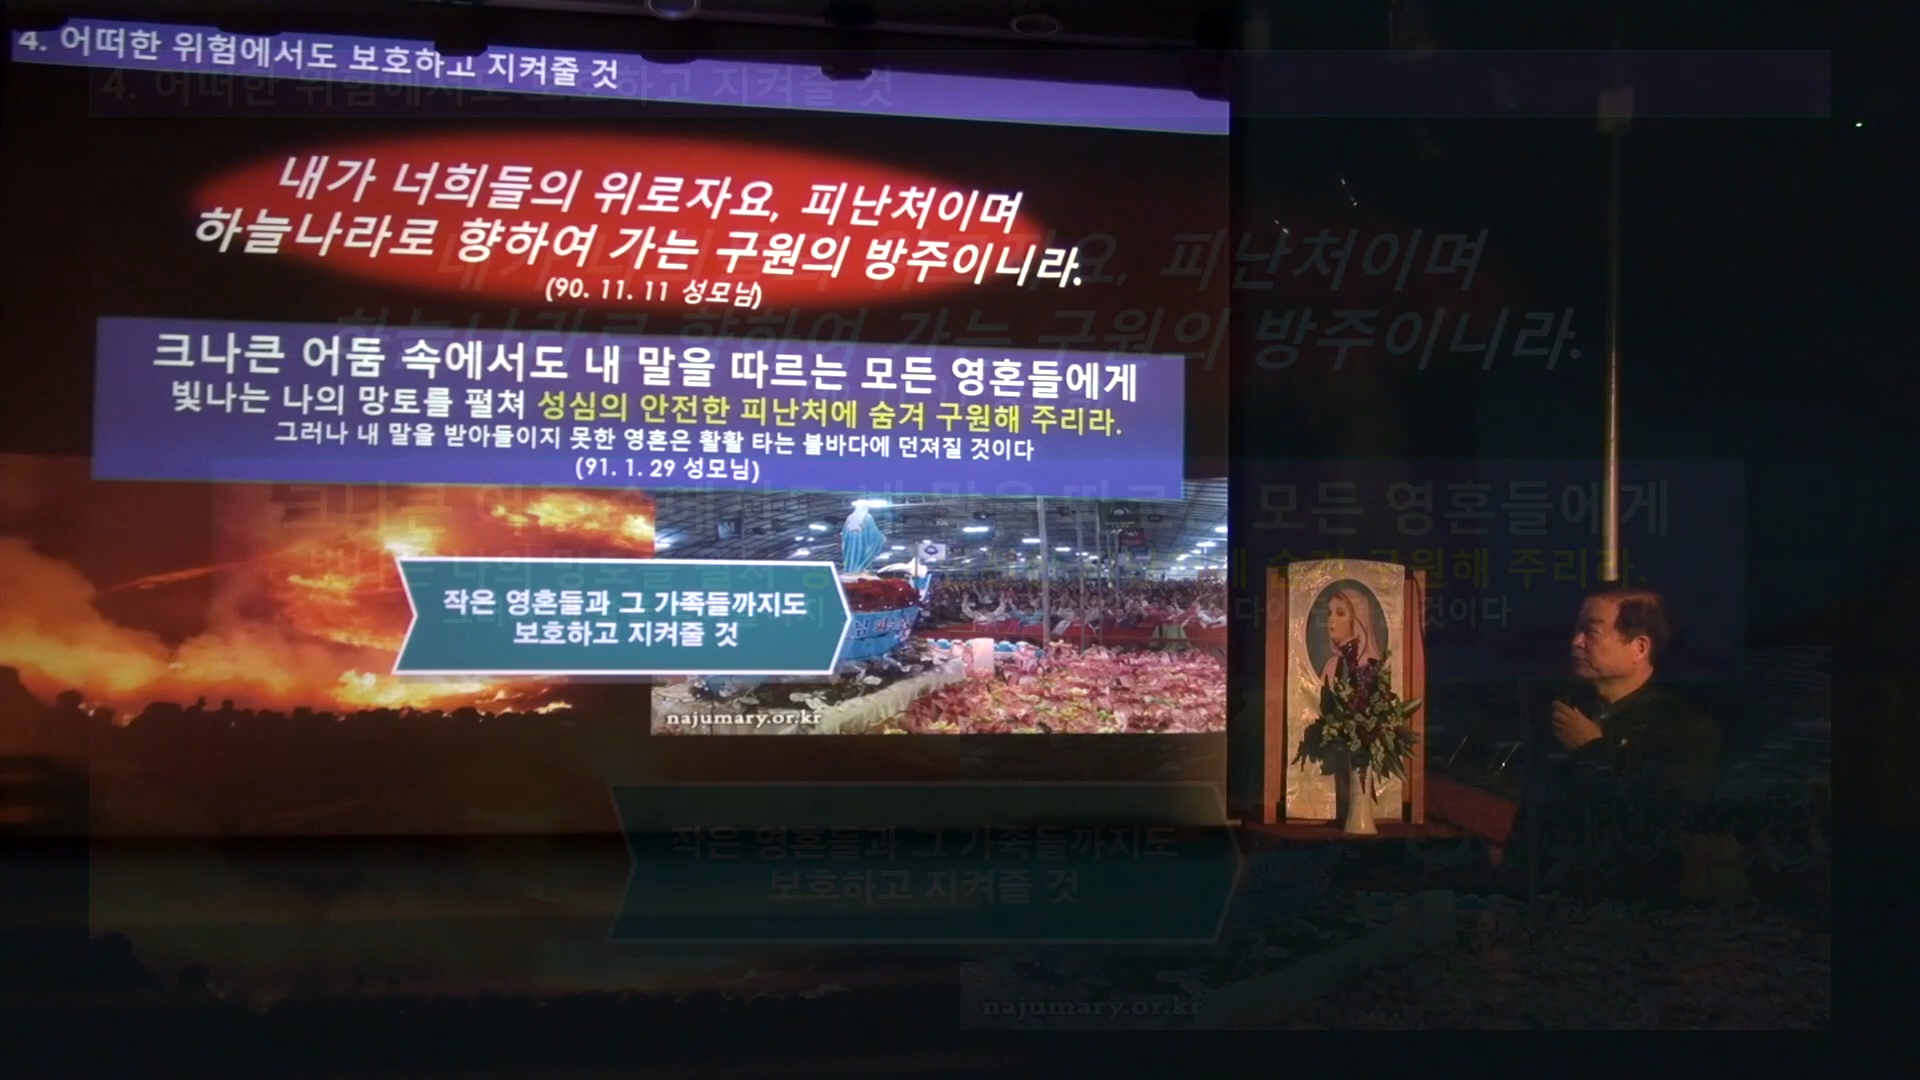 4. 어떠한 위험에서도 보호하고 지켜줄 것
내가 너희들의 위로자요, 피난처이며
하늘나라로 향하여 가는 구원의 방주이니라.
(90. 11. 11 성모님)
크나큰 어둠 속에서도 내 말을 따르는 모든 영혼들에게
빛나는 나의 망토를 펼쳐 성심의 안전한 피난처에 숨겨 구원해 주리라.
그러나 내 말을 받아들이지 못한 영혼은 활활 타는 불바다에 던져질 것이다
(91. 1. 29 성모님)
작은 영혼들과 그 가족들까지도
보호하고 지켜줄 것
najumary.or.kr